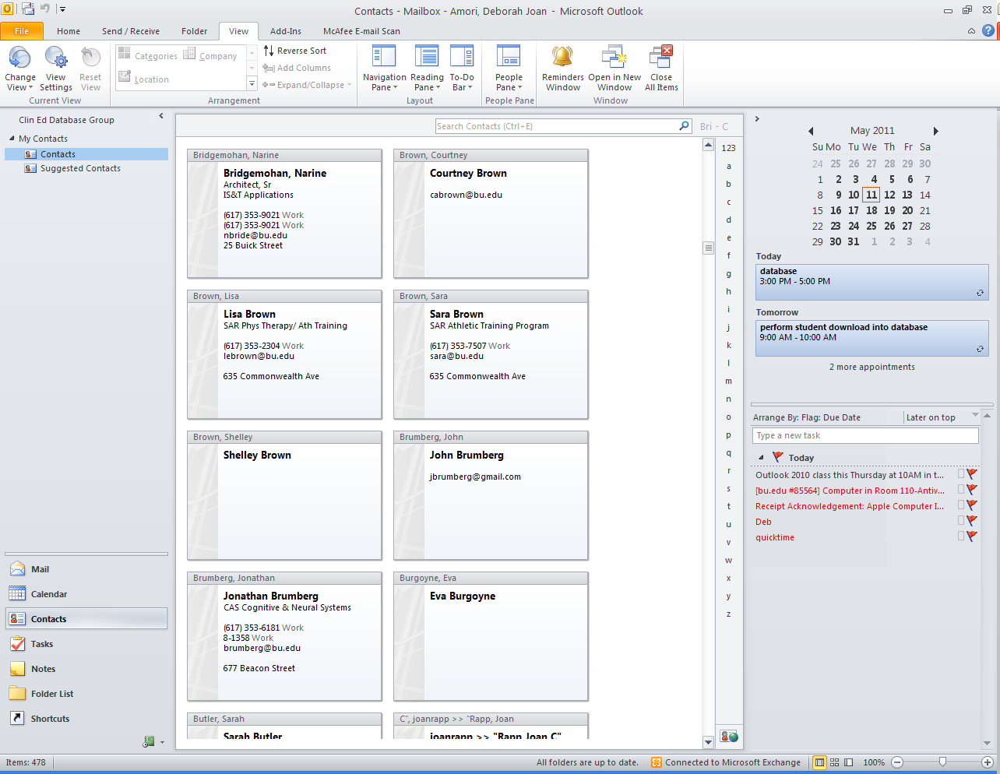 Contacts - Mailbox - Amori, Deborah Joan - Microsoft Outlook
File Home Send / Receive Folder View Add-Ins McAfee E-mail Scan
Change View
View Settings
Reset View
Current View
Categories Company
Location
Reverse Sort
Add Columns
Expand/Collapse
Arrangement
Navigation Pane
Reading Pane
To-Do Bar
Layout
People Pane
People Pane
Reminders Window
Open in New Window
Close All Items
Window
Clin Ed Database Group
My Contacts
Contacts
Suggested Contacts
Mail
Calendar
Contacts
Tasks
Notes
Folder List
Shortcuts
Search Contacts (Ctrl+E)
Bri - C
Bridgemohan, Narine
Bridgemohan, Narine
Architect, Sr
IS&T Applications
(617) 353-9021 Work
(617) 353-9021 Work
nbride@bu.edu
25 Buick Street
Brown, Courtney
Courtney Brown
cabrown@bu.edu
Brown, Lisa
Lisa Brown
SAR Phys Therapy/ Ath Training
(617) 353-2304 Work
lebrown@bu.edu
635 Commonwealth Ave
Brown, Sara
Sara Brown
SAR Athletic Training Program
(617) 353-7507 Work
sara@bu.edu
635 Commonwealth Ave
Brown, Shelley
Shelley Brown
Brumberg, John
John Brumberg
jbrumberg@gmail.com
Brumberg, Jonathan
Jonathan Brumberg
CAS Cognitive & Neural Systems
(617) 353-6181 Work
8-1358 Work
brumberg@bu.edu
677 Beacon Street
Burgoyne, Eva
Eva Burgoyne
Butler, Sarah
Sarah Butler
C", joanrapp >> "Rapp, Joan
joanrapp >> "Rapp Joan C"
123
a
b
c
d
e
f
g
h
i
j
k
l
m
n
o
p
q
r
s
t
u
v
w
x
y
z
May 2011
Su Mo Tu We Th Fr Sa
24 25 26 27 28 29 30
1 2 3 4 5 6 7
8 9 10 11 12 13 14
15 16 17 18 19 20 21
22 23 24 25 26 27 28
29 30 31 1 2 3 4
Today
database
3:00 PM - 5:00 PM
Tomorrow
perform student download into database
9:00 AM - 10:00 AM
2 more appointments
Arrange By: Flag: Due Date Later on top
Type a new task
Today
Outlook 2010 class this Thursday at 10AM in t...
[bu.edu #85564] Computer in Room 110-Antiv...
Receipt Acknowledgement: Apple Computer I...
Deb
quicktime
Items: 478 All folders are up to date. Connected to Microsoft Exchange 100%